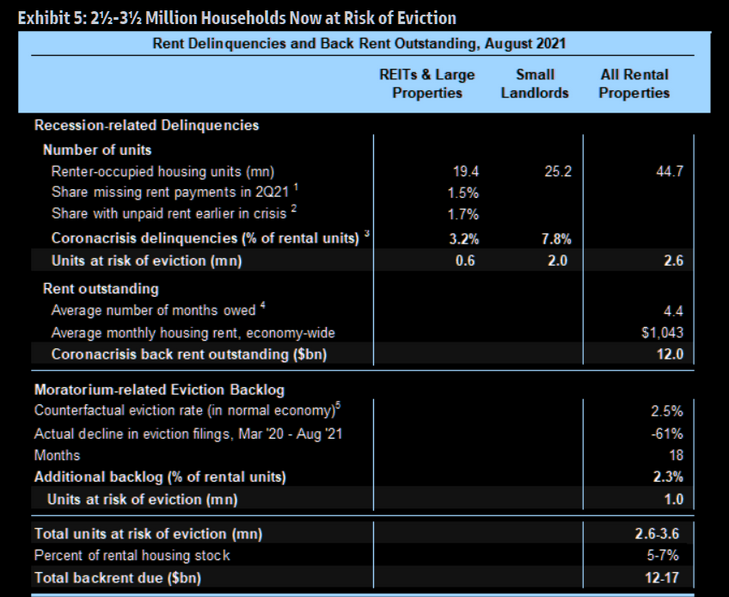 Exhibit 5: 2½-3½ Million Households Now at Risk of Eviction
Rent Delinquencies and Back Rent Outstanding, August 2021
REITs & Large Properties Small Landlords All Rental Properties
Recession-related Delinquencies
Number of units
Renter-occupied housing units (mn) 19.4 25.2 44.7
Share missing rent payments in 2Q21 ¹ 1.5%
Share with unpaid rent earlier in crisis ² 1.7%
Coronacrisis delinquencies (% of rental units) ³ 3.2% 7.8%
Units at risk of eviction (mn) 0.6 2.0 2.6
Rent outstanding
Average number of months owed ⁴ 4.4
Average monthly housing rent, economy-wide $1,043
Coronacrisis back rent outstanding ($bn) 12.0
Moratorium-related Eviction Backlog
Counterfactual eviction rate (in normal economy)⁵ 2.5%
Actual decline in eviction filings, Mar '20 - Aug '21 -61%
Months 18
Additional backlog (% of rental units) 2.3%
Units at risk of eviction (mn) 1.0
Total units at risk of eviction (mn) 2.6-3.6
Percent of rental housing stock 5-7%
Total backrent due ($bn) 12-17